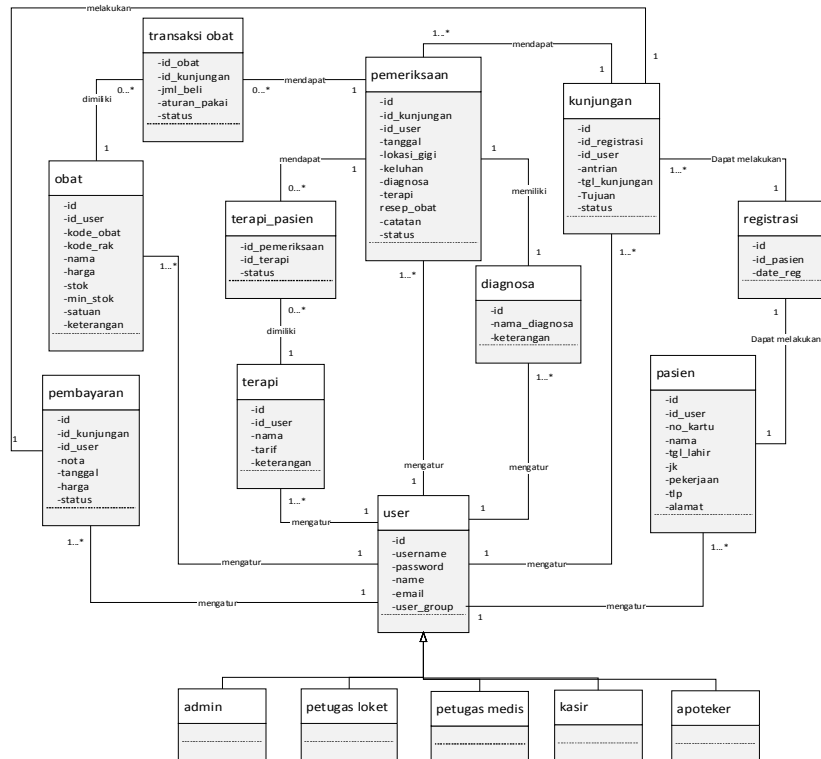 melakukan
transaksi obat
-id_obat
-id_kunjungan
-jml_beli
-aturan_pakai
-status
0...*
dimiliki
1
0...*
mendapat
1
1...*
mendapat
1
1
pemeriksaan
-id
-id_kunjungan
-id_user
-tanggal
-lokasi_gigi
-keluhan
-diagnosa
-terapi
resep_obat
-catatan
-status
kunjungan
-id
-id_registrasi
-id_user
-antrian
-tgl_kunjungan
-Tujuan
-status
obat
-id
-id_user
-kode_obat
-kode_rak
-nama
-harga
-stok
-min_stok
-satuan
-keterangan
1...*
mendapat
1
0...*
terapi_pasien
-id_pemeriksaan
-id_terapi
-status
0...*
dimiliki
1
1
memiliki
1
1...*
Dapat melakukan
1
registrasi
-id
-id_pasien
-date_reg
1
Dapat melakukan
1
1...*
1...*
diagnosa
-id
-nama_diagnosa
-keterangan
1...*
terapi
-id
-id_user
-nama
-tarif
-keterangan
1...*
mengatur
1
pembayaran
-id
-id_kunjungan
-id_user
-nota
-tanggal
-harga
-status
1
1...*
pasien
-id
-id_user
-no_kartu
-nama
-tgl_lahir
-jk
-pekerjaan
-tlp
-alamat
1...*
mengatur
1
mengatur
1
user
-id
-username
-password
-name
-email
-user_group
mengatur
1
mengatur
1
mengatur
1
mengatur
1
admin
petugas loket
petugas medis
kasir
apoteker